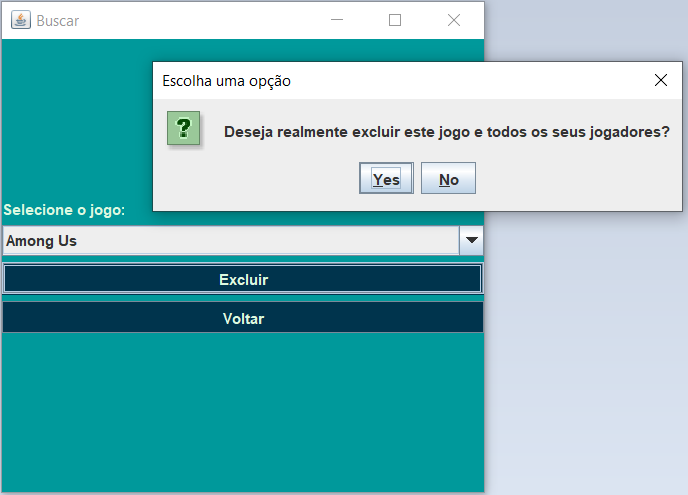 Buscar
Escolha uma opção
?
Deseja realmente excluir este jogo e todos os seus jogadores?
Yes
No
Selecione o jogo:
Among Us
Excluir
Voltar